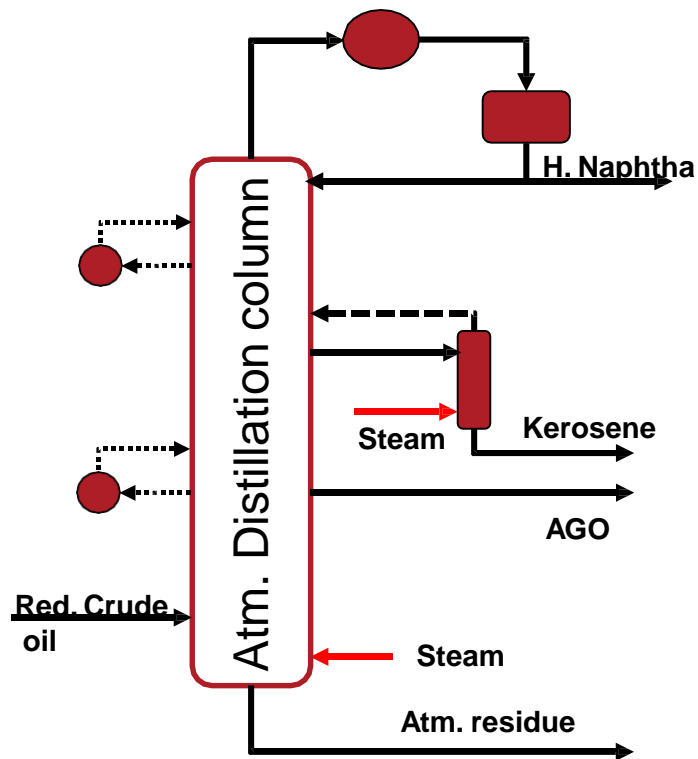 H. Naphtha
Atm. Distillation column
Steam
Kerosene
AGO
Red. Crude
oil
Steam
Atm. residue